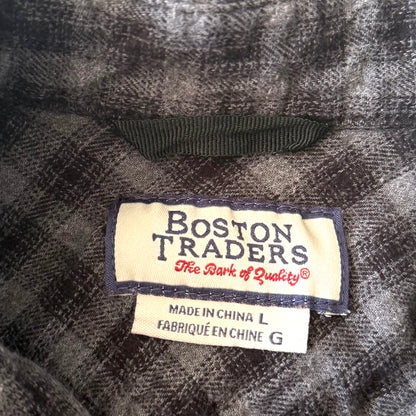 BOSTON
TRADERS
The Bark of Quality®
MADE IN CHINA L
FABRIQUÉ EN CHINE G